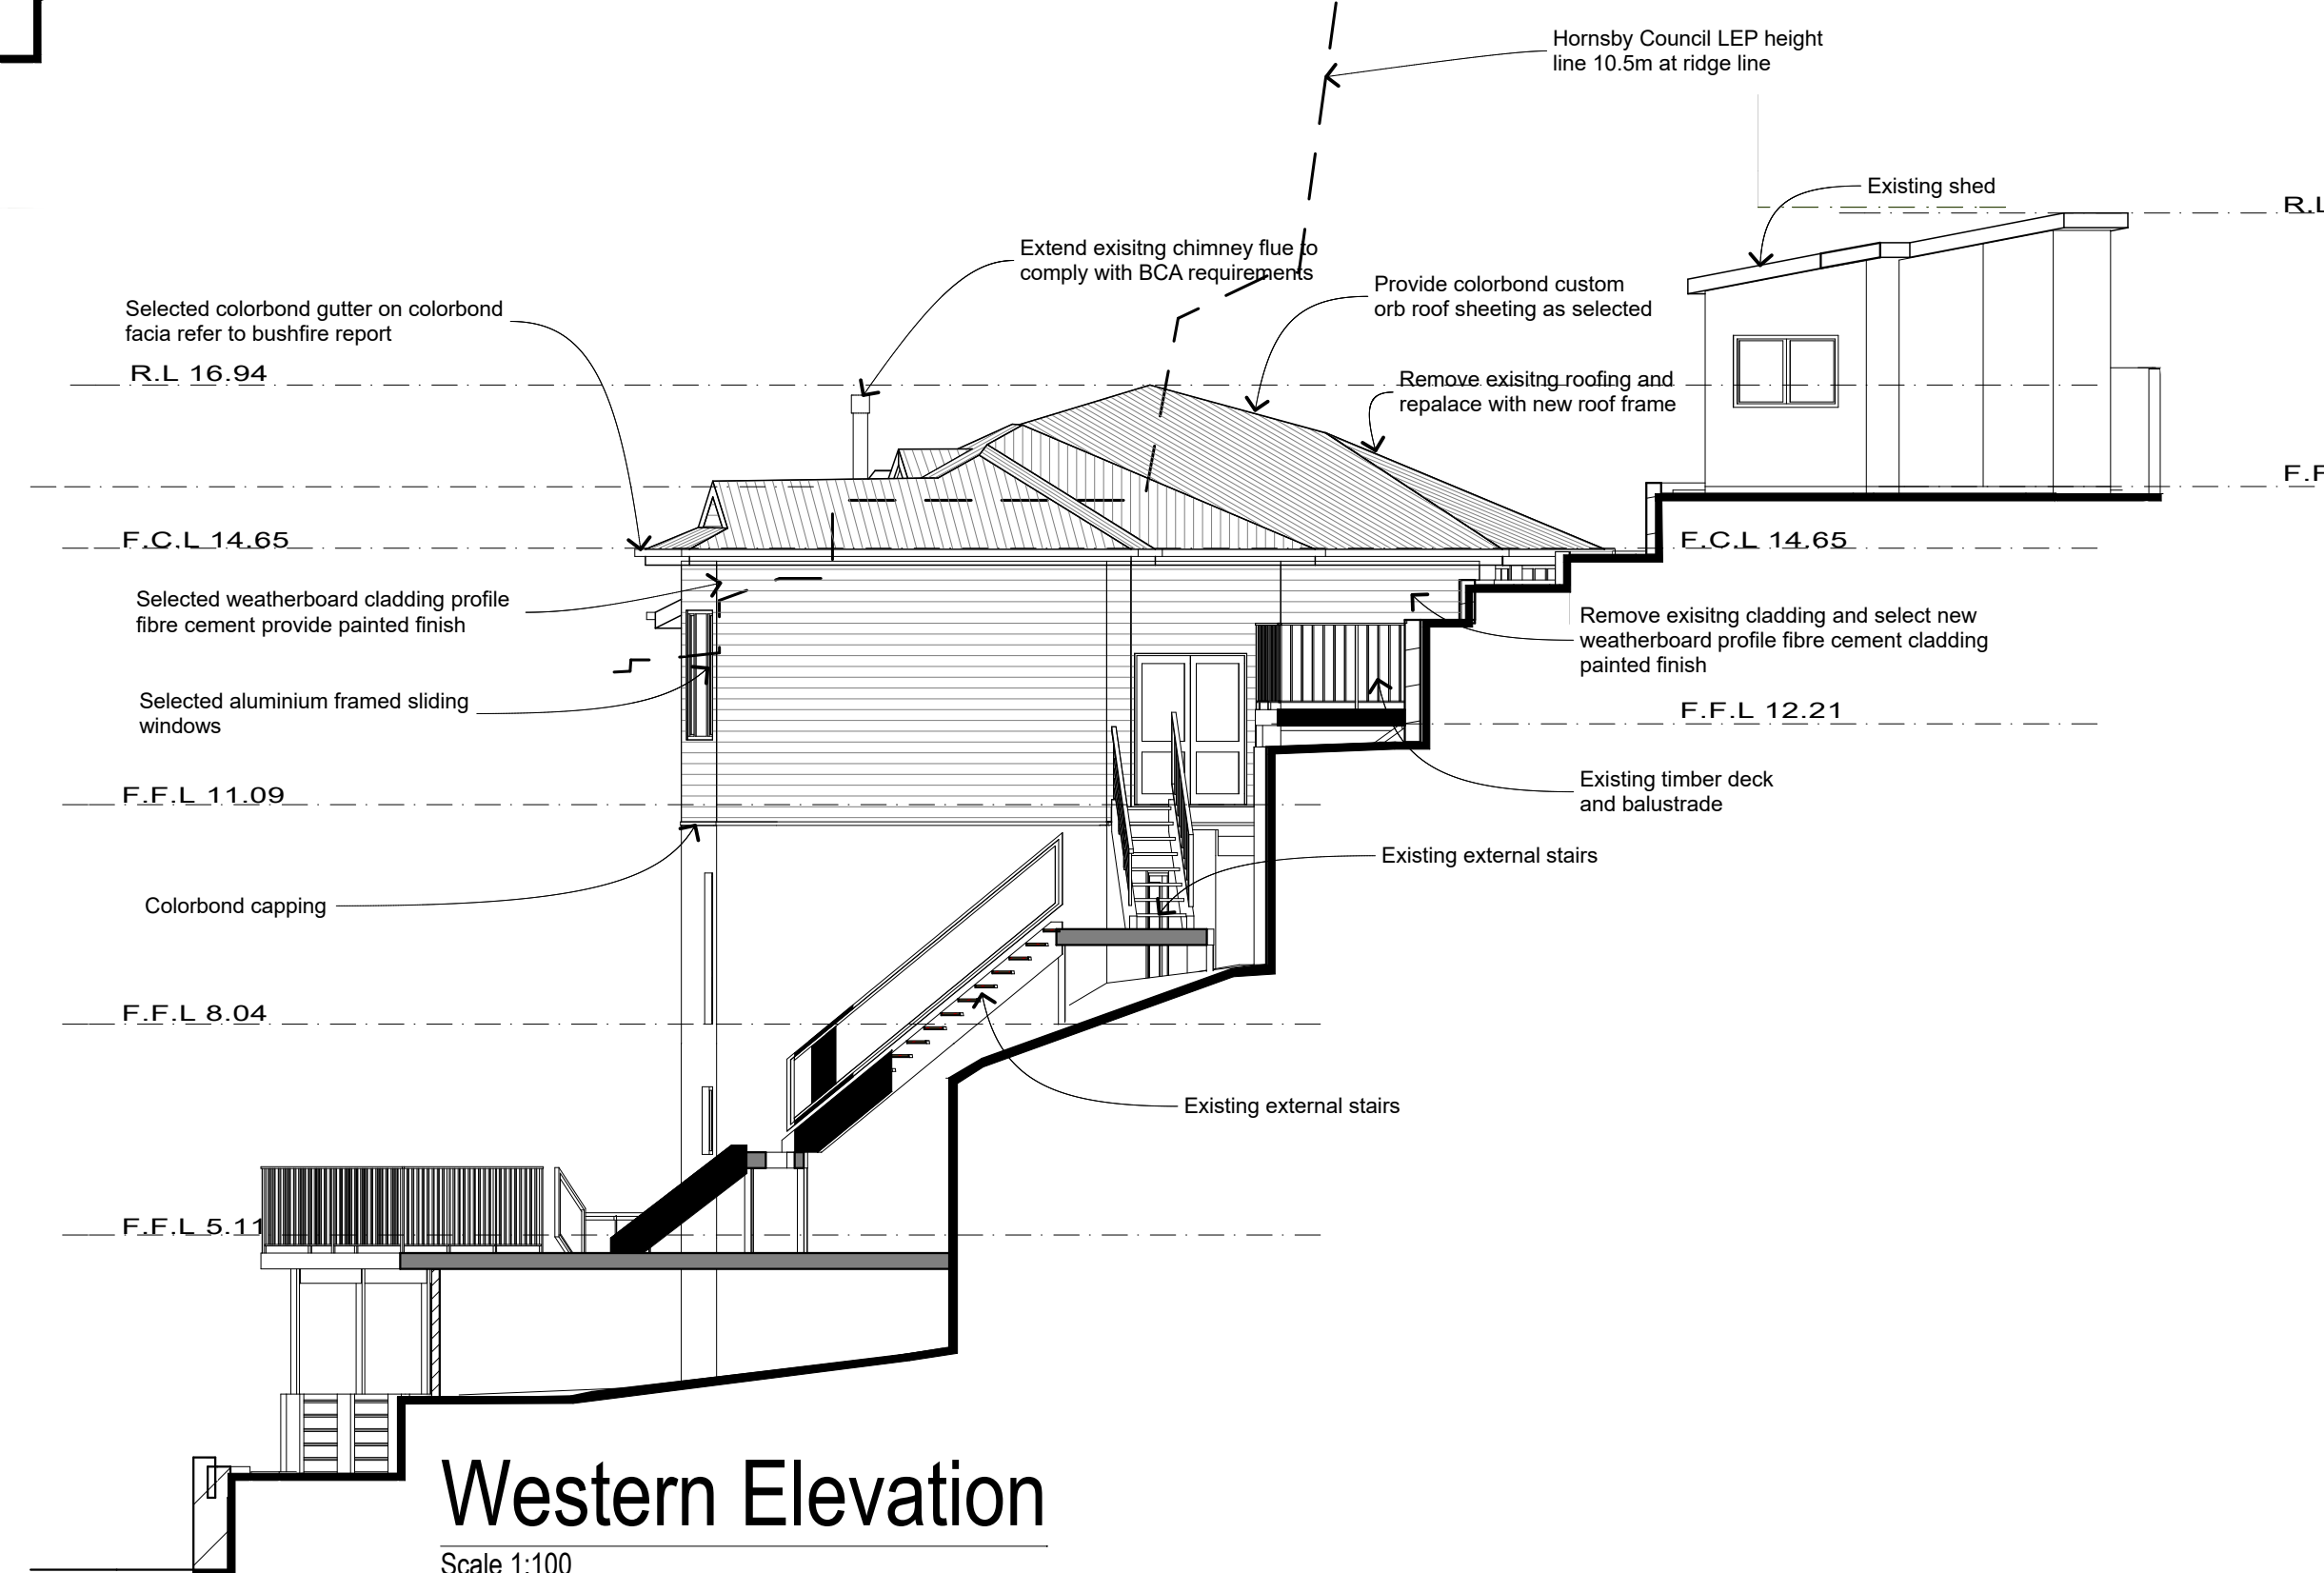 Hornsby Council LEP height
line 10.5m at ridge line
Existing shed
R.L
Extend exisitng chimney flue to
comply with BCA requirements
Provide colorbond custom
orb roof sheeting as selected
Selected colorbond gutter on colorbond
facia refer to bushfire report
R.L 16.94
Remove exisitng roofing and
repalace with new roof frame
F.F
F.C.L 14.65
F.C.L 14.65
Selected weatherboard cladding profile
fibre cement provide painted finish
Remove exisitng cladding and select new
weatherboard profile fibre cement cladding
painted finish
Selected aluminium framed sliding
windows
F.F.L 12.21
Existing timber deck
and balustrade
F.F.L 11.09
Existing external stairs
Colorbond capping
F.F.L 8.04
Existing external stairs
F.F.L 5.11
Western Elevation
Scale 1:100